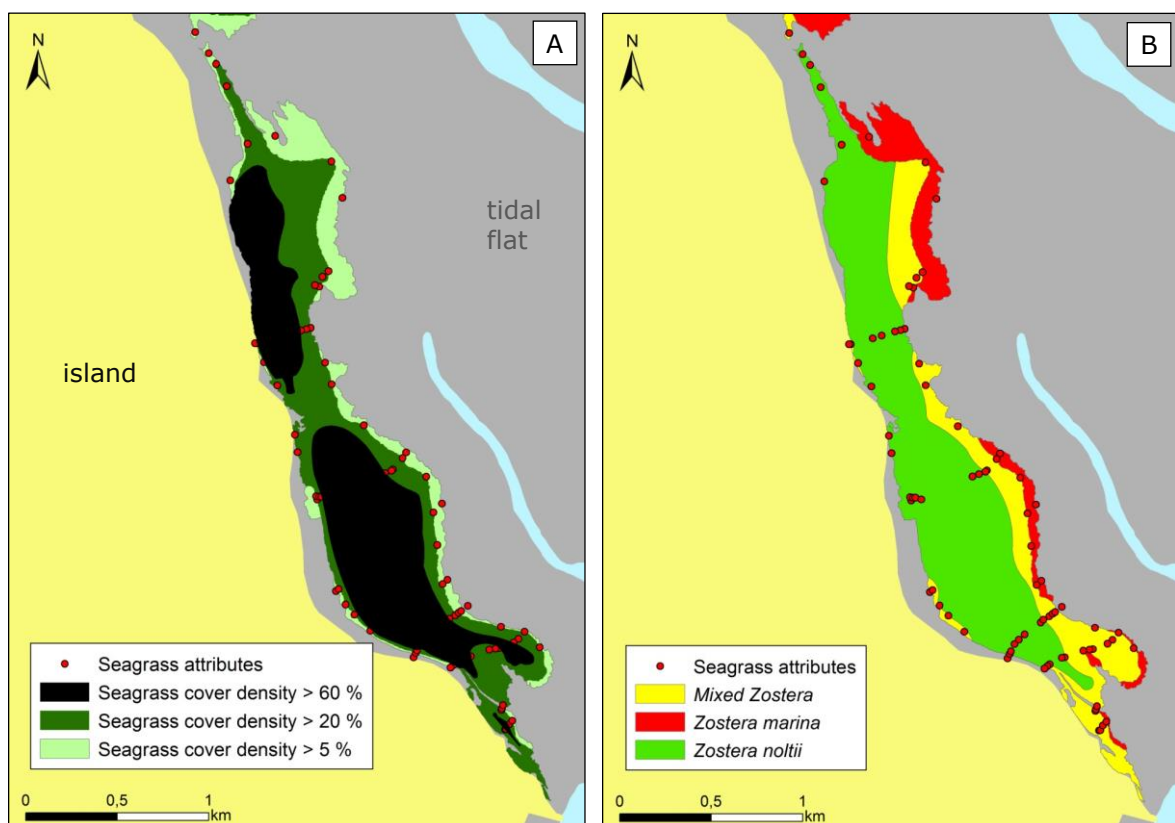 N
A
tidal
flat
island
Seagrass attributes
Seagrass cover density > 60 %
Seagrass cover density > 20 %
Seagrass cover density > 5 %
0 0,5 1
km
N
B
Seagrass attributes
Mixed Zostera
Zostera marina
Zostera noltii
0 0,5 1
km